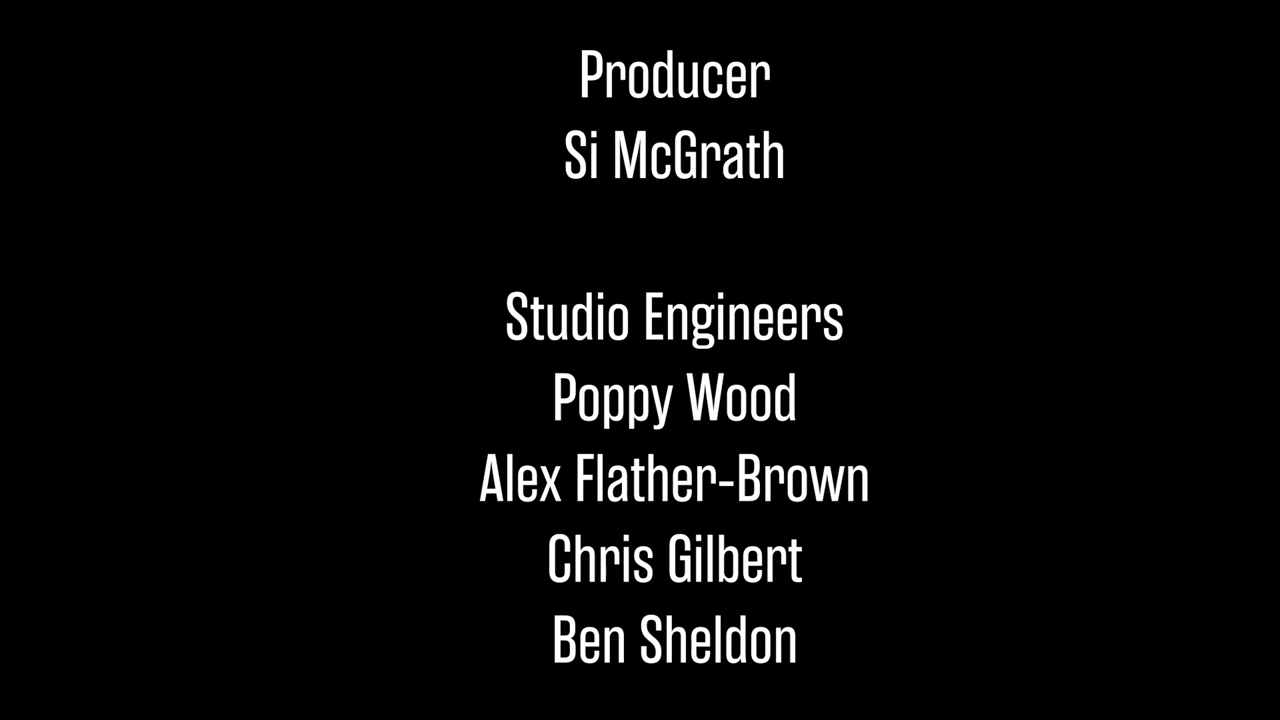 Producer
Si McGrath
Studio Engineers
Poppy Wood
Alex Flather-Brown
Chris Gilbert
Ben Sheldon